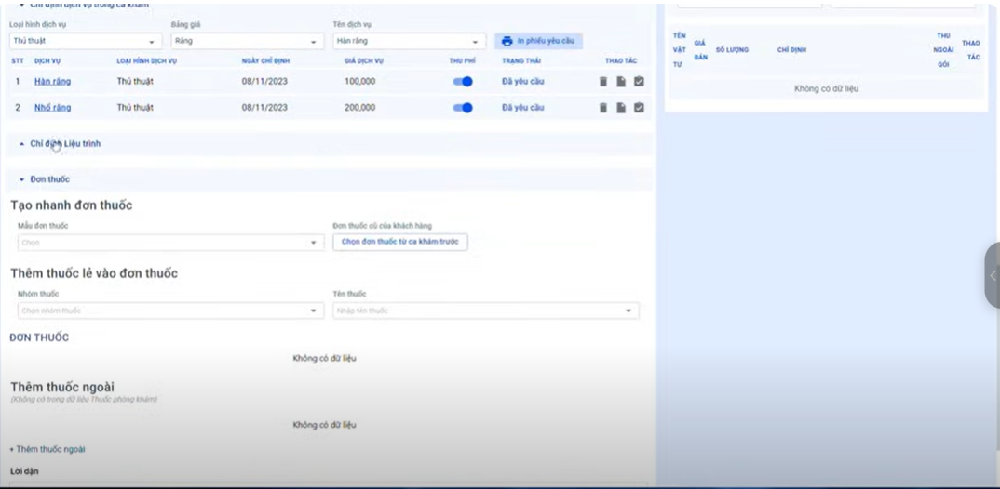 Chỉ định dịch vụ trong ca khám
Loại hình dịch vụ Bảng giá Tên dịch vụ
Thủ thuật Răng Hàn răng In phiếu yêu cầu
STT DỊCH VỤ LOẠI HÌNH DỊCH VỤ NGÀY CHỈ ĐỊNH GIÁ DỊCH VỤ THU PHÍ TRẠNG THÁI THAO TÁC
1 Hàn răng Thủ thuật 08/11/2023 100,000 Đã yêu cầu
2 Nhổ răng Thủ thuật 08/11/2023 200,000 Đã yêu cầu
Chỉ định Liệu trình
Đơn thuốc
Tạo nhanh đơn thuốc
Mẫu đơn thuốc Đơn thuốc cũ của khách hàng
Chọn Chọn đơn thuốc từ ca khám trước
Thêm thuốc lẻ vào đơn thuốc
Nhóm thuốc Tên thuốc
Chọn nhóm thuốc Nhập tên thuốc
ĐƠN THUỐC
Không có dữ liệu
Thêm thuốc ngoài
(Không có trong dữ liệu Thuốc phòng khám)
Không có dữ liệu
+ Thêm thuốc ngoài
Lời dặn
TÊN VẬT TƯ GIÁ BÁN SỐ LƯỢNG CHỈ ĐỊNH THU NGOÀI GÓI THAO TÁC
Không có dữ liệu